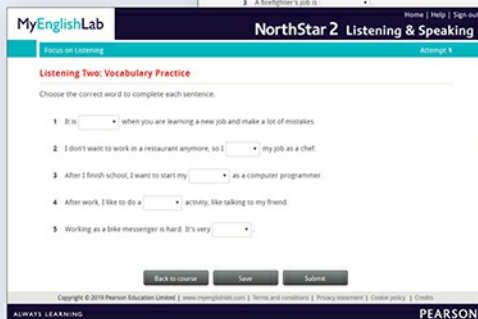 3 A firefighter's job is
MyEnglishLab
Home | Help | Sign out
NorthStar 2 Listening & Speaking
Focus on Listening
Attempt 1
Listening Two: Vocabulary Practice
Choose the correct word to complete each sentence.
1 It is when you are learning a new job and make a lot of mistakes.
2 I don't want to work in a restaurant anymore, so I my job as a chef.
3 After I finish school, I want to start my as a computer programmer.
4 After work, I like to do a activity, like talking to my friend.
5 Working as a bike messenger is hard. It's very .
Back to course Save Submit
Copyright © 2019 Pearson Education Limited | www.myenglishlab.com | Terms and conditions | Privacy statement | Cookie policy | Credits
ALWAYS LEARNING
PEARSON